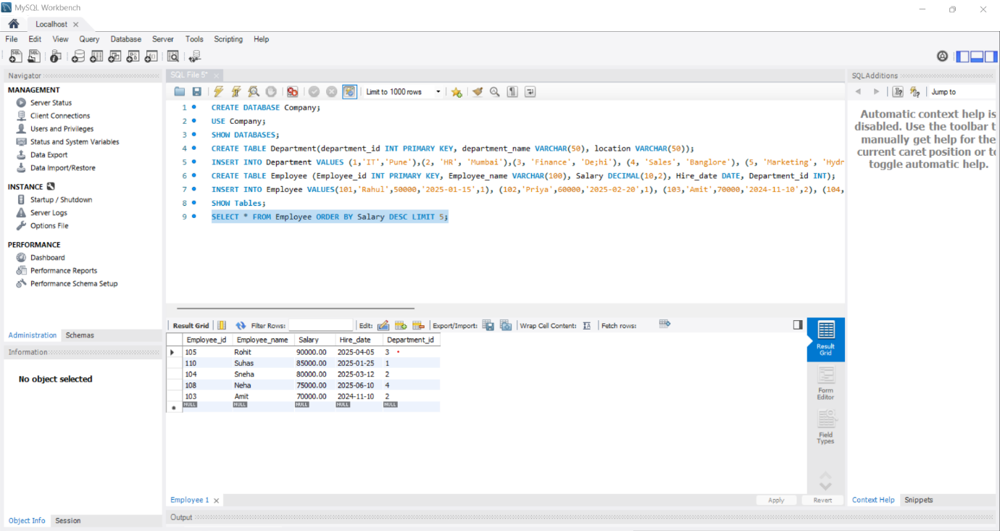 MySQL Workbench
Localhost
File Edit View Query Database Server Tools Scripting Help
Navigator
MANAGEMENT
Server Status
Client Connections
Users and Privileges
Status and System Variables
Data Export
Data Import/Restore
INSTANCE
Startup / Shutdown
Server Logs
Options File
PERFORMANCE
Dashboard
Performance Reports
Performance Schema Setup
Administration Schemas
Information
No object selected
Object Info Session
SQL File 5*
Limit to 1000 rows
1 CREATE DATABASE Company;
2 USE Company;
3 SHOW DATABASES;
4 CREATE TABLE Department(department_id INT PRIMARY KEY, department_name VARCHAR(50), location VARCHAR(50));
5 INSERT INTO Department VALUES (1,'IT','Pune'),(2, 'HR', 'Mumbai'),(3, 'Finance', 'De;hi'), (4, 'Sales', 'Banglore'), (5, 'Marketing', 'Hydr
6 CREATE TABLE Employee (Employee_id INT PRIMARY KEY, Employee_name VARCHAR(100), Salary DECIMAL(10,2), Hire_date DATE, Department_id INT);
7 INSERT INTO Employee VALUES(101,'Rahul',50000,'2025-01-15',1), (102,'Priya',60000,'2025-02-20',1), (103,'Amit',70000,'2024-11-10',2), (104,
8 SHOW Tables;
9 SELECT * FROM Employee ORDER BY Salary DESC LIMIT 5;
Result Grid Filter Rows: Edit: Export/Import: Wrap Cell Content: Fetch rows:
Employee_id Employee_name Salary Hire_date Department_id
105 Rohit 90000.00 2025-04-05 3
110 Suhas 85000.00 2025-01-25 1
104 Sneha 80000.00 2025-03-12 2
108 Neha 75000.00 2025-06-10 4
103 Amit 70000.00 2024-11-10 2
NULL NULL NULL NULL NULL
Result
Grid
Form
Editor
Field
Types
Employee 1
Apply Revert
Output
SQLAdditions
Jump to
Automatic context help is
disabled. Use the toolbar t
manually get help for the
current caret position or to
toggle automatic help.
Context Help Snippets